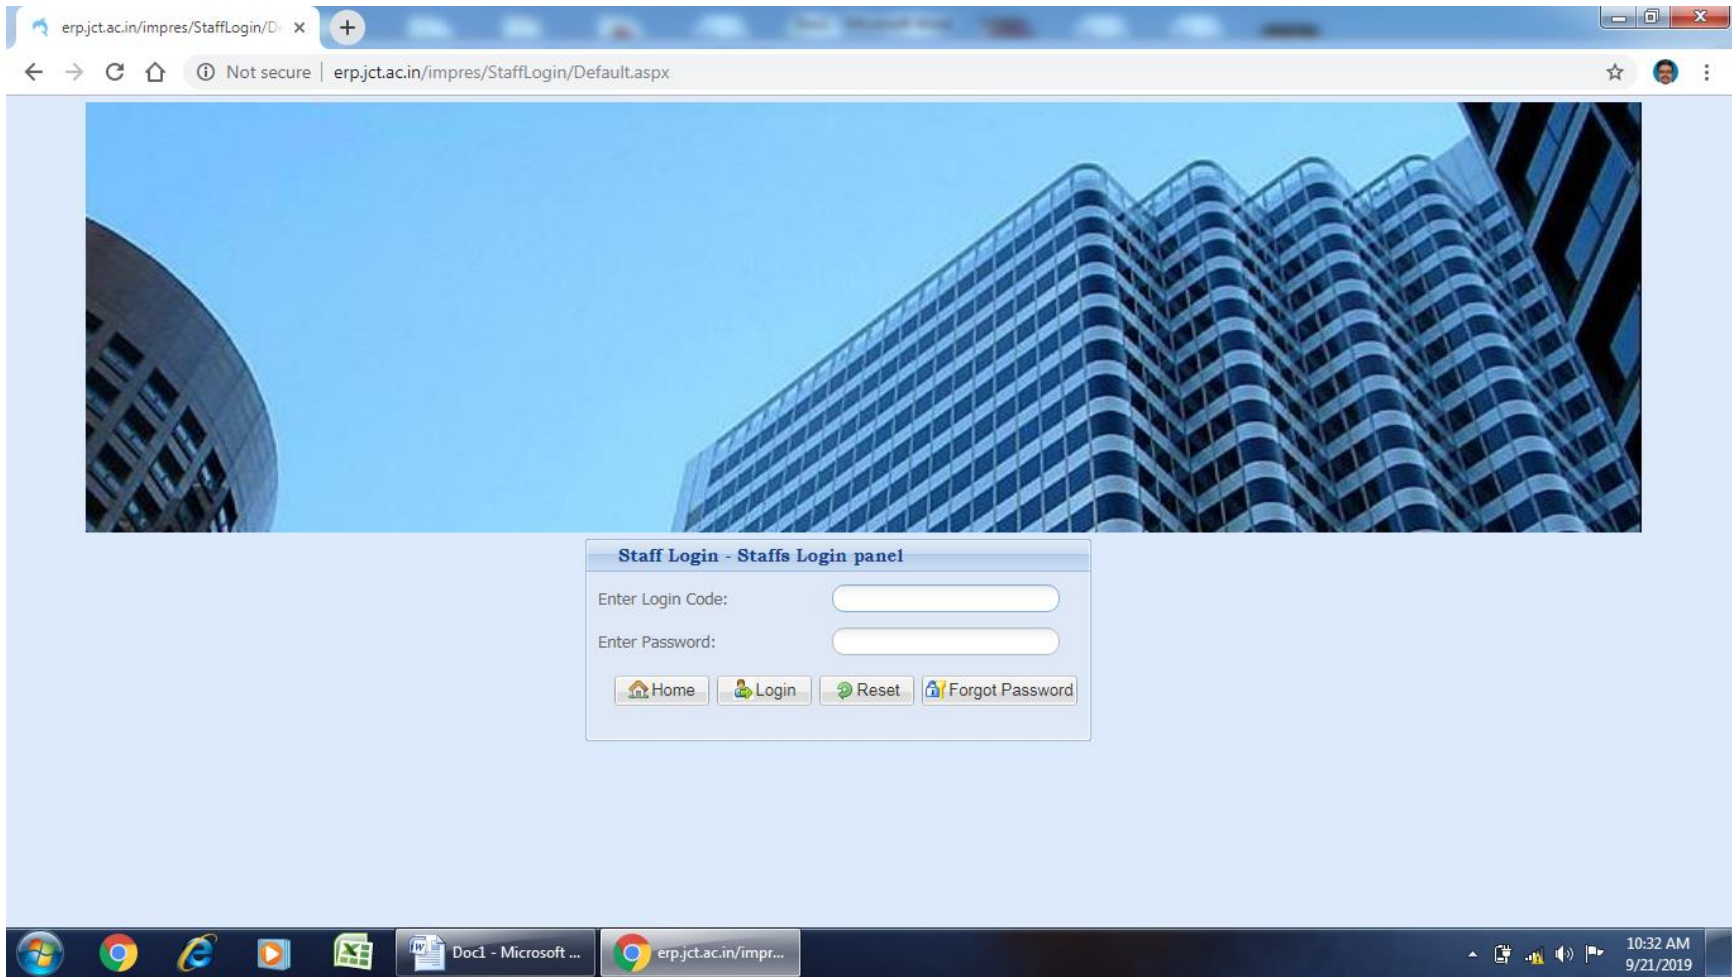 erp.jct.ac.in/impres/StaffLogin/D
Not secure | erp.jct.ac.in/impres/StaffLogin/Default.aspx
Staff Login - Staffs Login panel
Enter Login Code:
Enter Password:
Home Login Reset Forgot Password
Doc1 - Microsoft ... erp.jct.ac.in/impr...
10:32 AM
9/21/2019